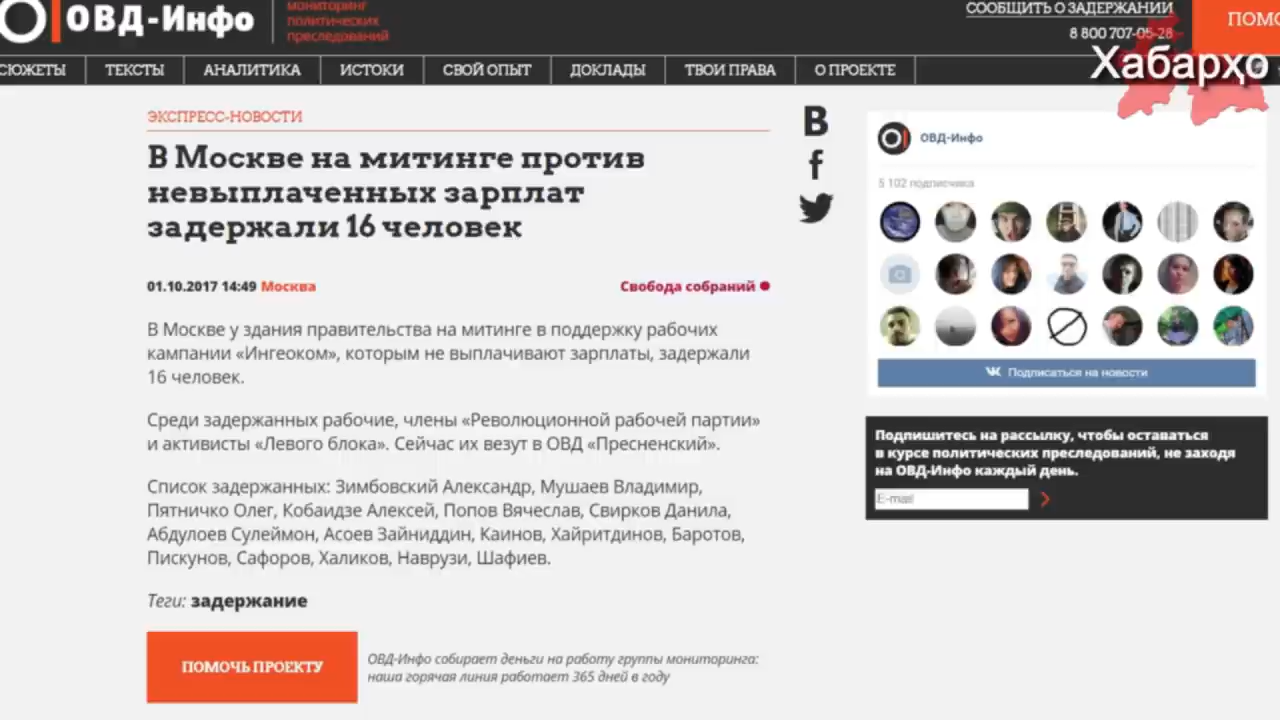 ОВД-Инфо
мониторинг
политических
преследований
СООБЩИТЬ О ЗАДЕРЖАНИИ
8 800 707-05-28
Хабарҳо
СЮЖЕТЫ
ТЕКСТЫ
АНАЛИТИКА
ИСТОКИ
СВОЙ ОПЫТ
ДОКЛАДЫ
ТВОИ ПРАВА
О ПРОЕКТЕ
ЭКСПРЕСС-НОВОСТИ
В Москве на митинге против
невыплаченных зарплат
задержали 16 человек
01.10.2017 14:49 Москва
Свобода собраний
В Москве у здания правительства на митинге в поддержку рабочих
кампании «Ингеоком», которым не выплачивают зарплаты, задержали
16 человек.
Среди задержанных рабочие, члены «Революционной рабочей партии»
и активисты «Левого блока». Сейчас их везут в ОВД «Пресненский».
Список задержанных: Зимбовский Александр, Мушаев Владимир,
Пятничко Олег, Кобаидзе Алексей, Попов Вячеслав, Свирков Данила,
Абдулоев Сулеймон, Асоев Зайниддин, Каинов, Хайритдинов, Баротов,
Пискунов, Сафоров, Халиков, Наврузи, Шафиев.
Теги: задержание
ПОМОЧЬ ПРОЕКТУ
ОВД-Инфо собирает деньги на работу группы мониторинга:
наша горячая линия работает 365 дней в году
ОВД-Инфо
5 102 подписчика
Подписаться на новости
Подпишитесь на рассылку, чтобы оставаться
в курсе политических преследований, не заходя
на ОВД-Инфо каждый день.
E-mail